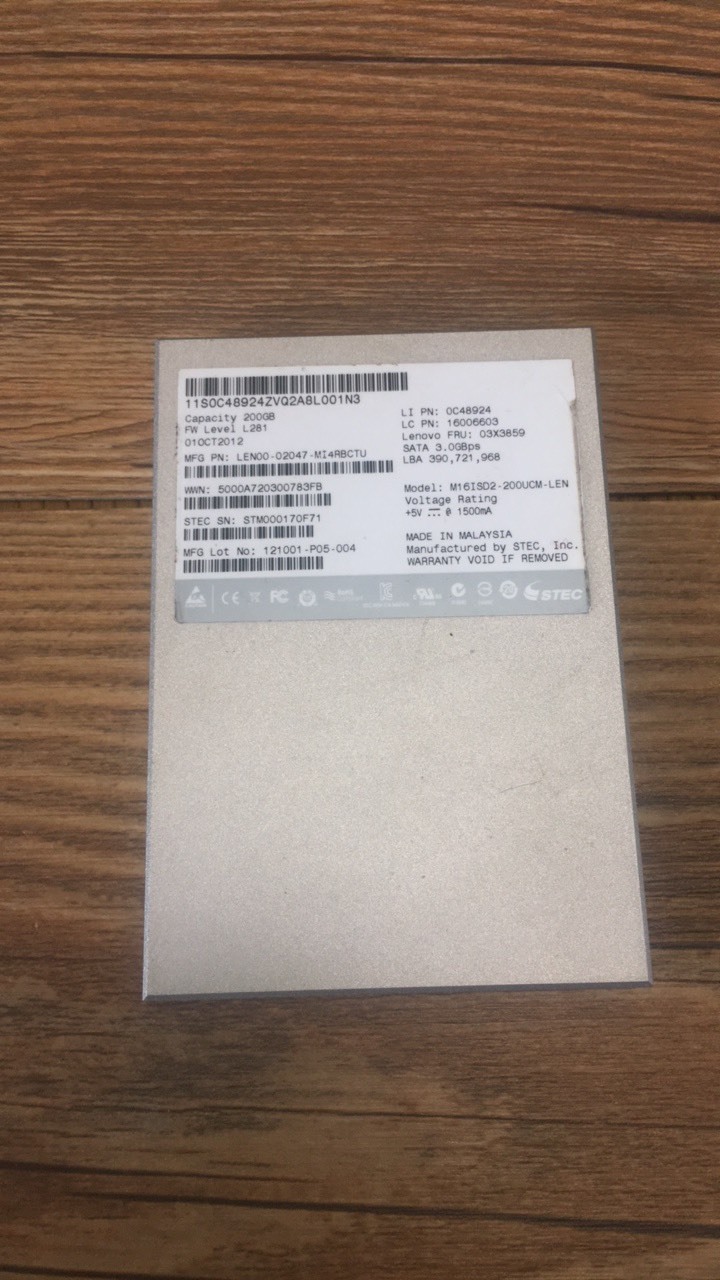 11S0C48924ZVQ2A8L001N3
Capacity 200GB
FW Level L281
01OCT2012
MFG PN: LEN00-02047-MI4RBCTU
WWN: 5000A720300783FB
STEC SN: STM000170F71
MFG Lot No: 121001-P05-004
LI PN: 0C48924
LC PN: 16006603
Lenovo FRU: 03X3859
SATA 3.0GBps
LBA 390,721,968
Model: M16ISD2-200UCM-LEN
Voltage Rating
+5V ⎓ @ 1500mA
MADE IN MALAYSIA
Manufactured by STEC, Inc.
WARRANTY VOID IF REMOVED
CE FC RoHS STEC